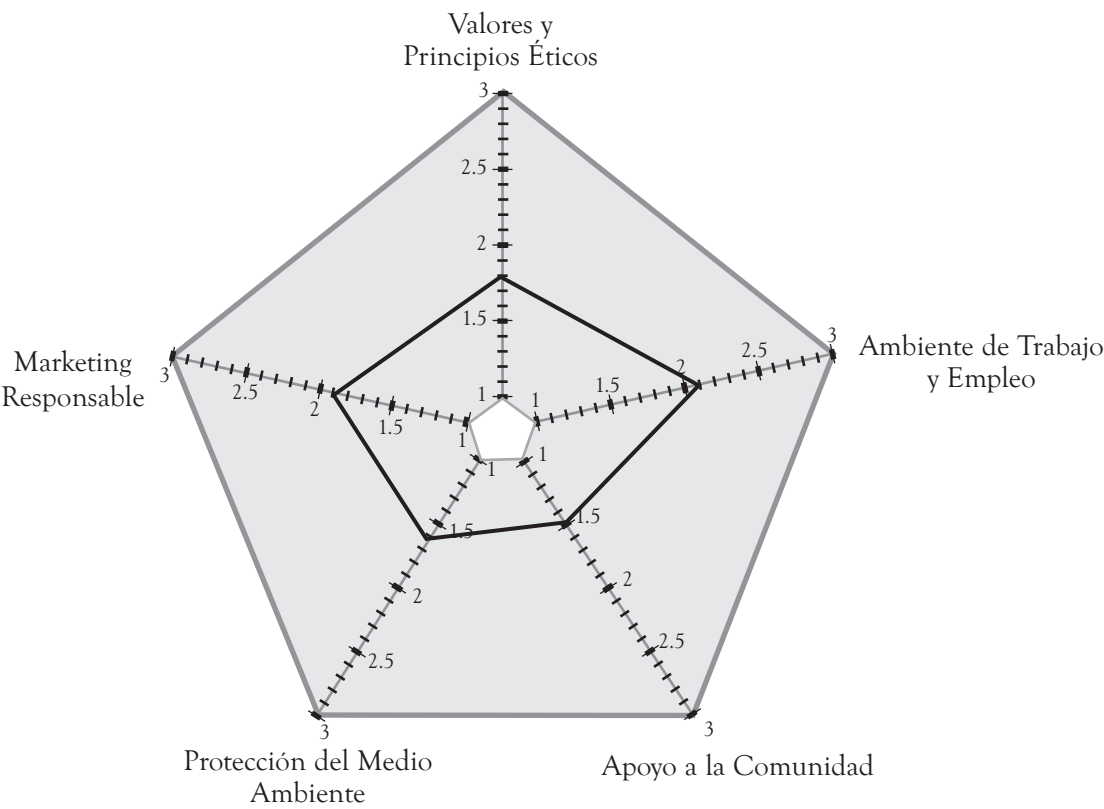 Valores y
Principios Éticos
3
2.5
2
1.5
1
Ambiente de Trabajo
y Empleo
3
2.5
2
1.5
1
Apoyo a la Comunidad
1
1.5
2
2.5
3
Protección del Medio
Ambiente
1
1.5
2
2.5
3
Marketing
Responsable
3
2.5
2
1.5
1